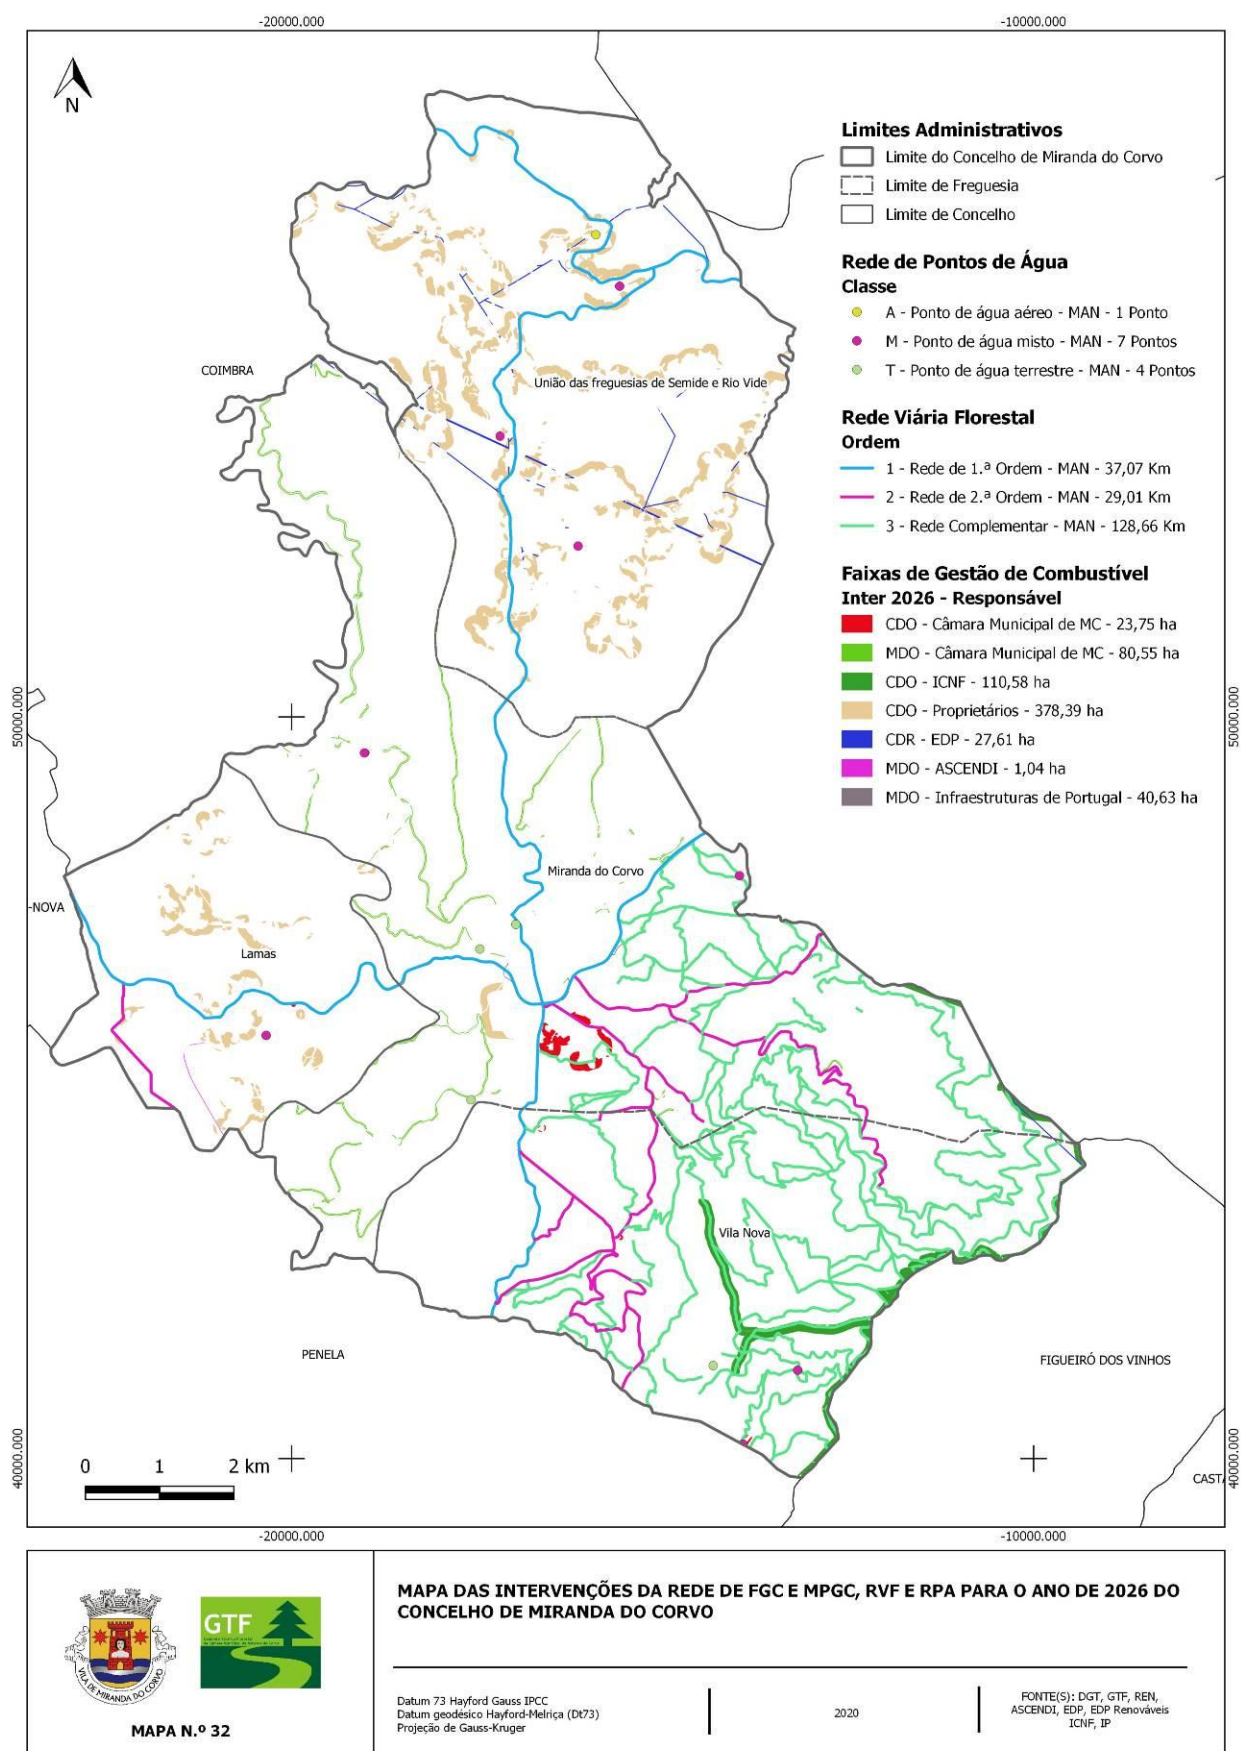 -20000.000
-10000.000
N
Limites Administrativos
Limite do Concelho de Miranda do Corvo
Limite de Freguesia
Limite de Concelho
Rede de Pontos de Água
Classe
A - Ponto de água aéreo - MAN - 1 Ponto
M - Ponto de água misto - MAN - 7 Pontos
T - Ponto de água terrestre - MAN - 4 Pontos
Rede Viária Florestal
Ordem
1 - Rede de 1.ª Ordem - MAN - 37,07 Km
2 - Rede de 2.ª Ordem - MAN - 29,01 Km
3 - Rede Complementar - MAN - 128,66 Km
Faixas de Gestão de Combustível
Inter 2026 - Responsável
CDO - Câmara Municipal de MC - 23,75 ha
MDO - Câmara Municipal de MC - 80,55 ha
CDO - ICNF - 110,58 ha
CDO - Proprietários - 378,39 ha
CDR - EDP - 27,61 ha
MDO - ASCENDI - 1,04 ha
MDO - Infraestruturas de Portugal - 40,63 ha
COIMBRA
União das freguesias de Semide e Rio Vide
50000.000
50000.000
Miranda do Corvo
-NOVA
Lamas
Vila Nova
PENELA
FIGUEIRÓ DOS VINHOS
40000.000
40000.000
CASTA
0 1 2 km
-20000.000
-10000.000
GTF
VILA DE MIRANDA DO CORVO
MAPA N.º 32
MAPA DAS INTERVENÇÕES DA REDE DE FGC E MPGC, RVF E RPA PARA O ANO DE 2026 DO
CONCELHO DE MIRANDA DO CORVO
Datum 73 Hayford Gauss IPCC
Datum geodésico Hayford-Melriça (Dt73)
Projeção de Gauss-Kruger
2020
FONTE(S): DGT, GTF, REN,
ASCENDI, EDP, EDP Renováveis
ICNF, IP